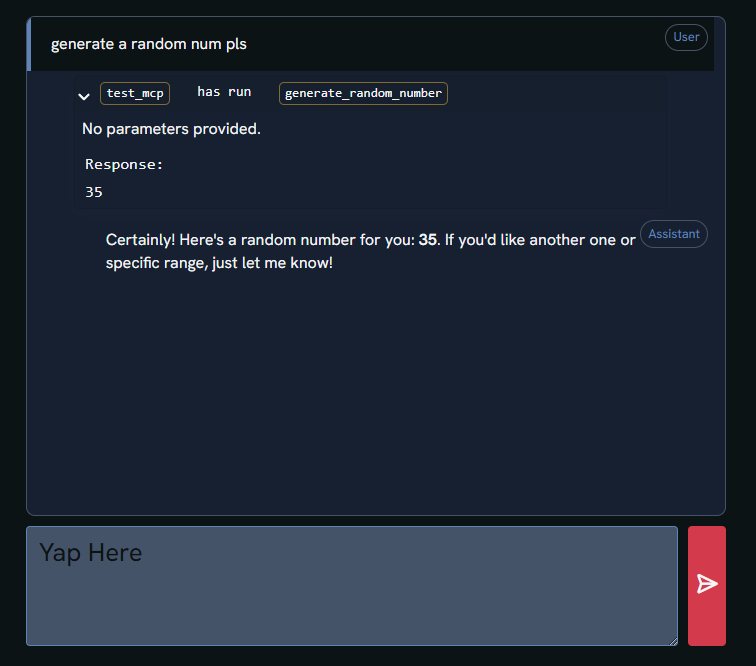 generate a random num pls
User
test_mcp has run generate_random_number
No parameters provided.
Response:
35
Certainly! Here's a random number for you: 35. If you'd like another one or
Assistant
specific range, just let me know!
Yap Here